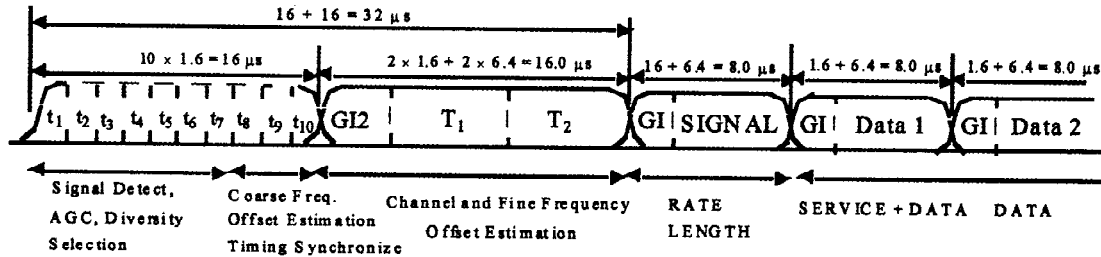 16 + 16 = 32 µs
10 × 1.6 = 16 µs
2 × 1.6 + 2 × 6.4 = 16.0 µs
16 + 6.4 = 8.0 µs
1.6 + 6.4 = 8.0 µs
1.6 + 6.4 = 8.0 µs
t1 t2 t3 t4 t5 t6 t7 t8 t9 t10 GI2 T1 T2 GI SIGNAL GI Data 1 GI Data 2
Signal Detect,
AGC, Diversity
Selection
Coarse Freq.
Offset Estimation
Timing Synchronize
Channel and Fine Frequency
Offset Estimation
RATE
LENGTH
SERVICE + DATA DATA